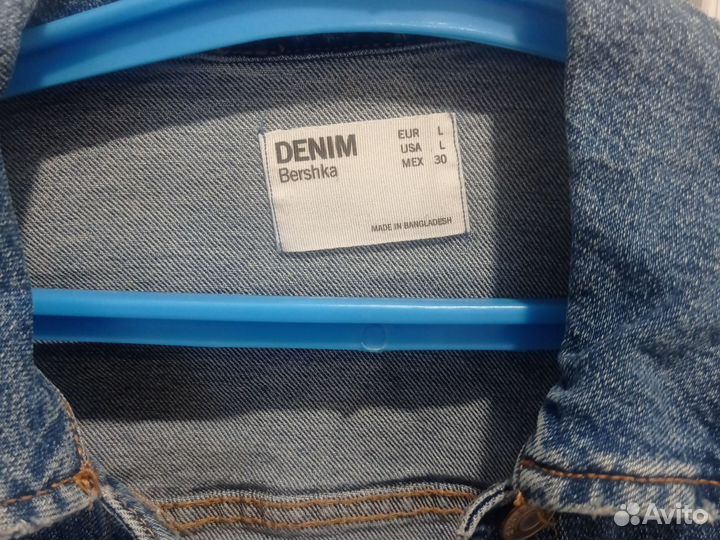 DENIM
Bershka
EUR L
USA L
MEX 30
MADE IN BANGLADESH
Avito